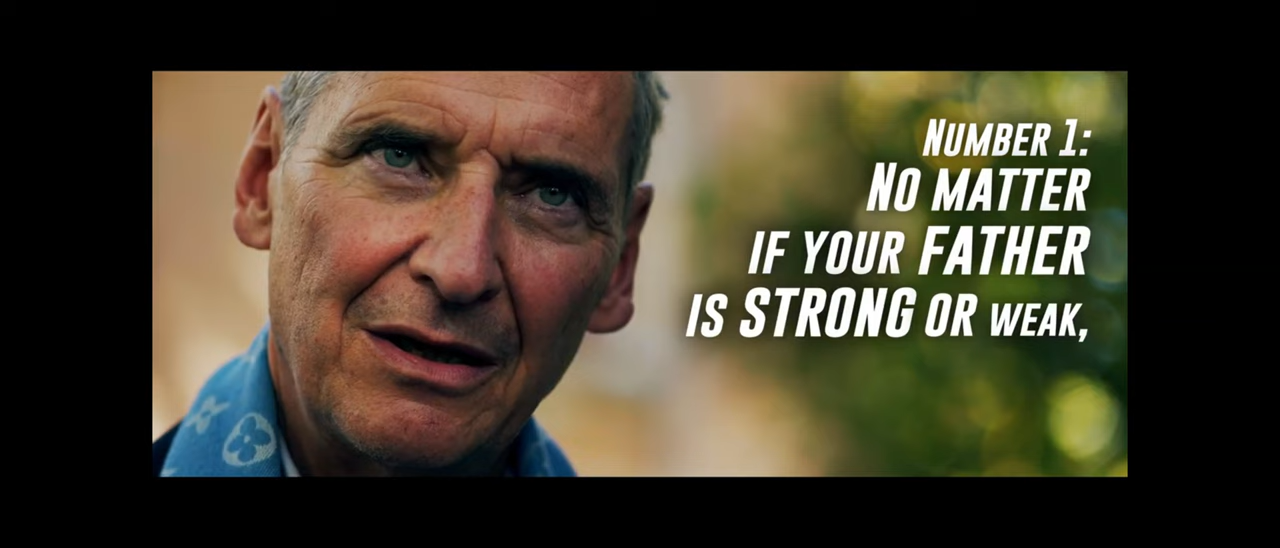 NUMBER 1:
NO MATTER
IF YOUR FATHER
IS STRONG OR WEAK,